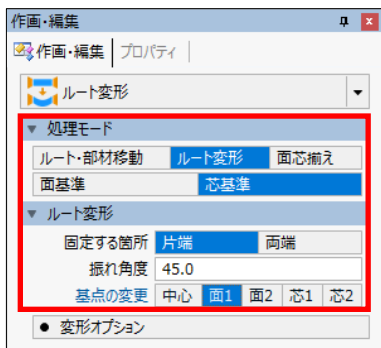 作画・編集
作画・編集 プロパティ
ルート変形
処理モード
ルート・部材移動 ルート変形 面芯揃え
面基準 芯基準
ルート変形
固定する箇所 片端 両端
振れ角度 45.0
基点の変更 中心 面1 面2 芯1 芯2
変形オプション